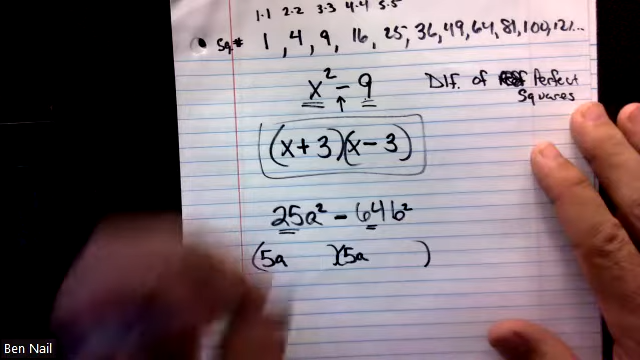 1·1 2·2 3·3 4·4 5·5
Sq# 1, 4, 9, 16, 25, 36, 49, 64, 81, 100, 121...
x² - 9
Dif. of Perfect
Squares
(x+3)(x-3)
25a² - 64b²
(5a )(5a )
Ben Nail